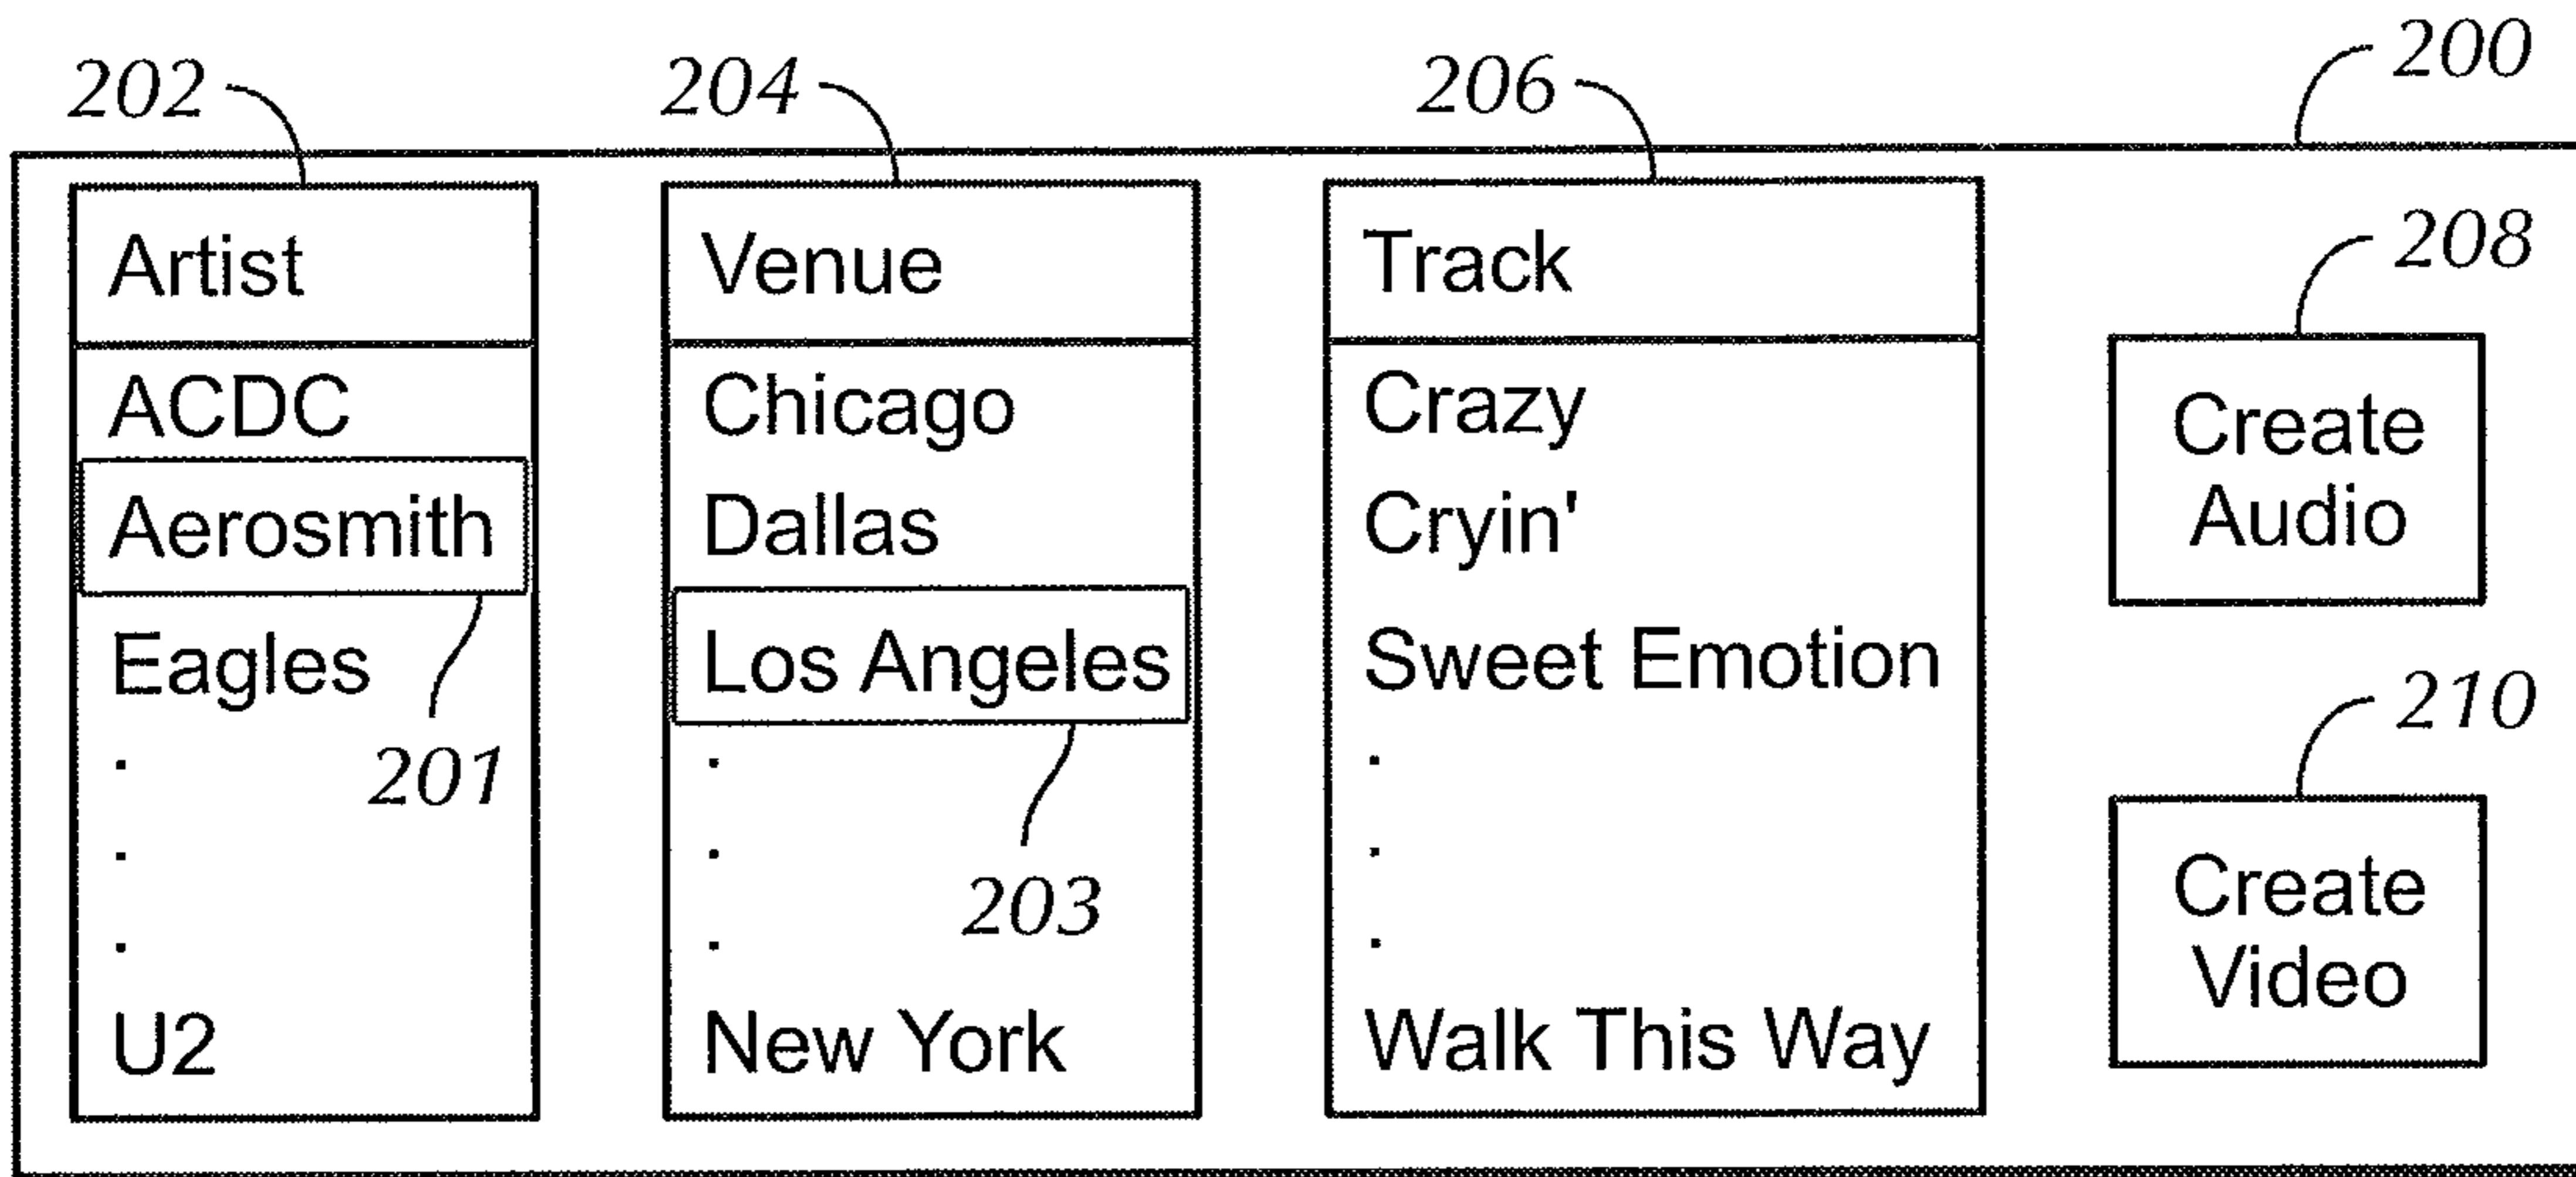 202
204
206
200
Artist
ACDC
Aerosmith
Eagles
.
.
.
U2
201
Venue
Chicago
Dallas
Los Angeles
.
.
.
New York
203
Track
Crazy
Cryin'
Sweet Emotion
.
.
.
Walk This Way
208
Create
Audio
210
Create
Video